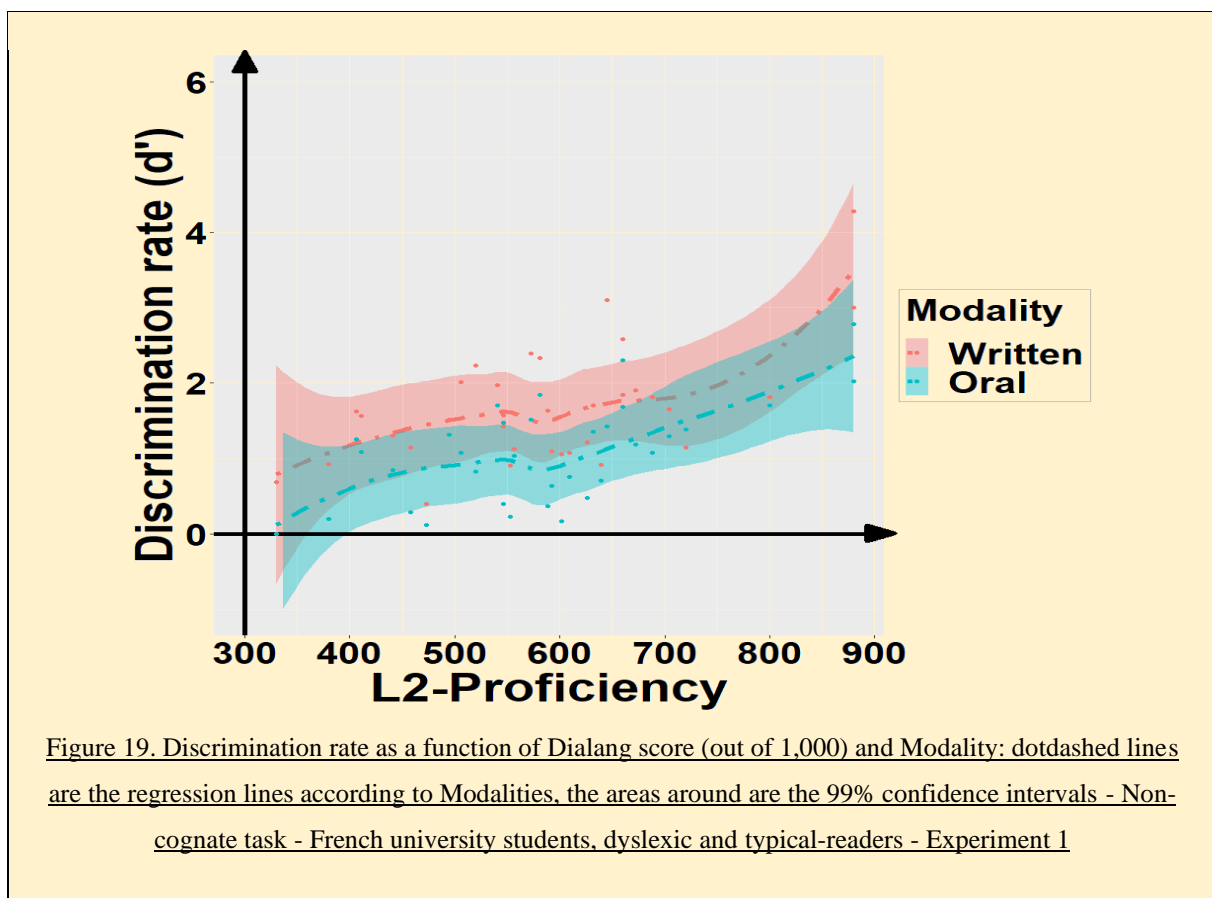 6
4
2
0
Discrimination rate (d')
300 400 500 600 700 800 900
L2-Proficiency
Modality
Written
Oral
Figure 19. Discrimination rate as a function of Dialang score (out of 1,000) and Modality: dotdashed lines
are the regression lines according to Modalities, the areas around are the 99% confidence intervals - Non-
cognate task - French university students, dyslexic and typical-readers - Experiment 1